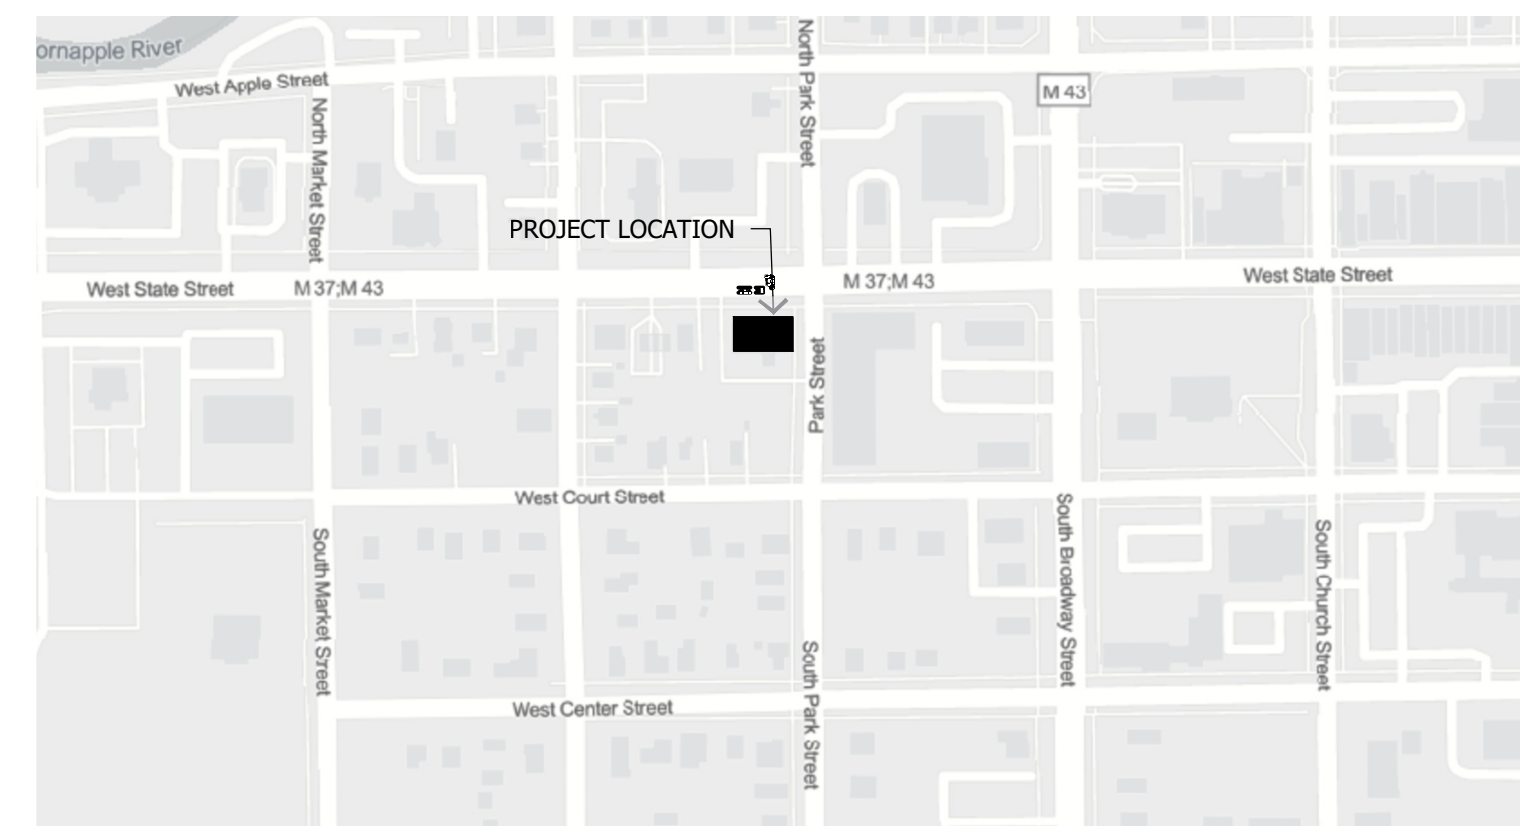 ornapple River
West Apple Street
North Market Street
North Park Street
M 43
PROJECT LOCATION
West State Street
M 37;M 43
M 37;M 43
West State Street
Park Street
West Court Street
South Market Street
South Broadway Street
South Church Street
South Park Street
West Center Street